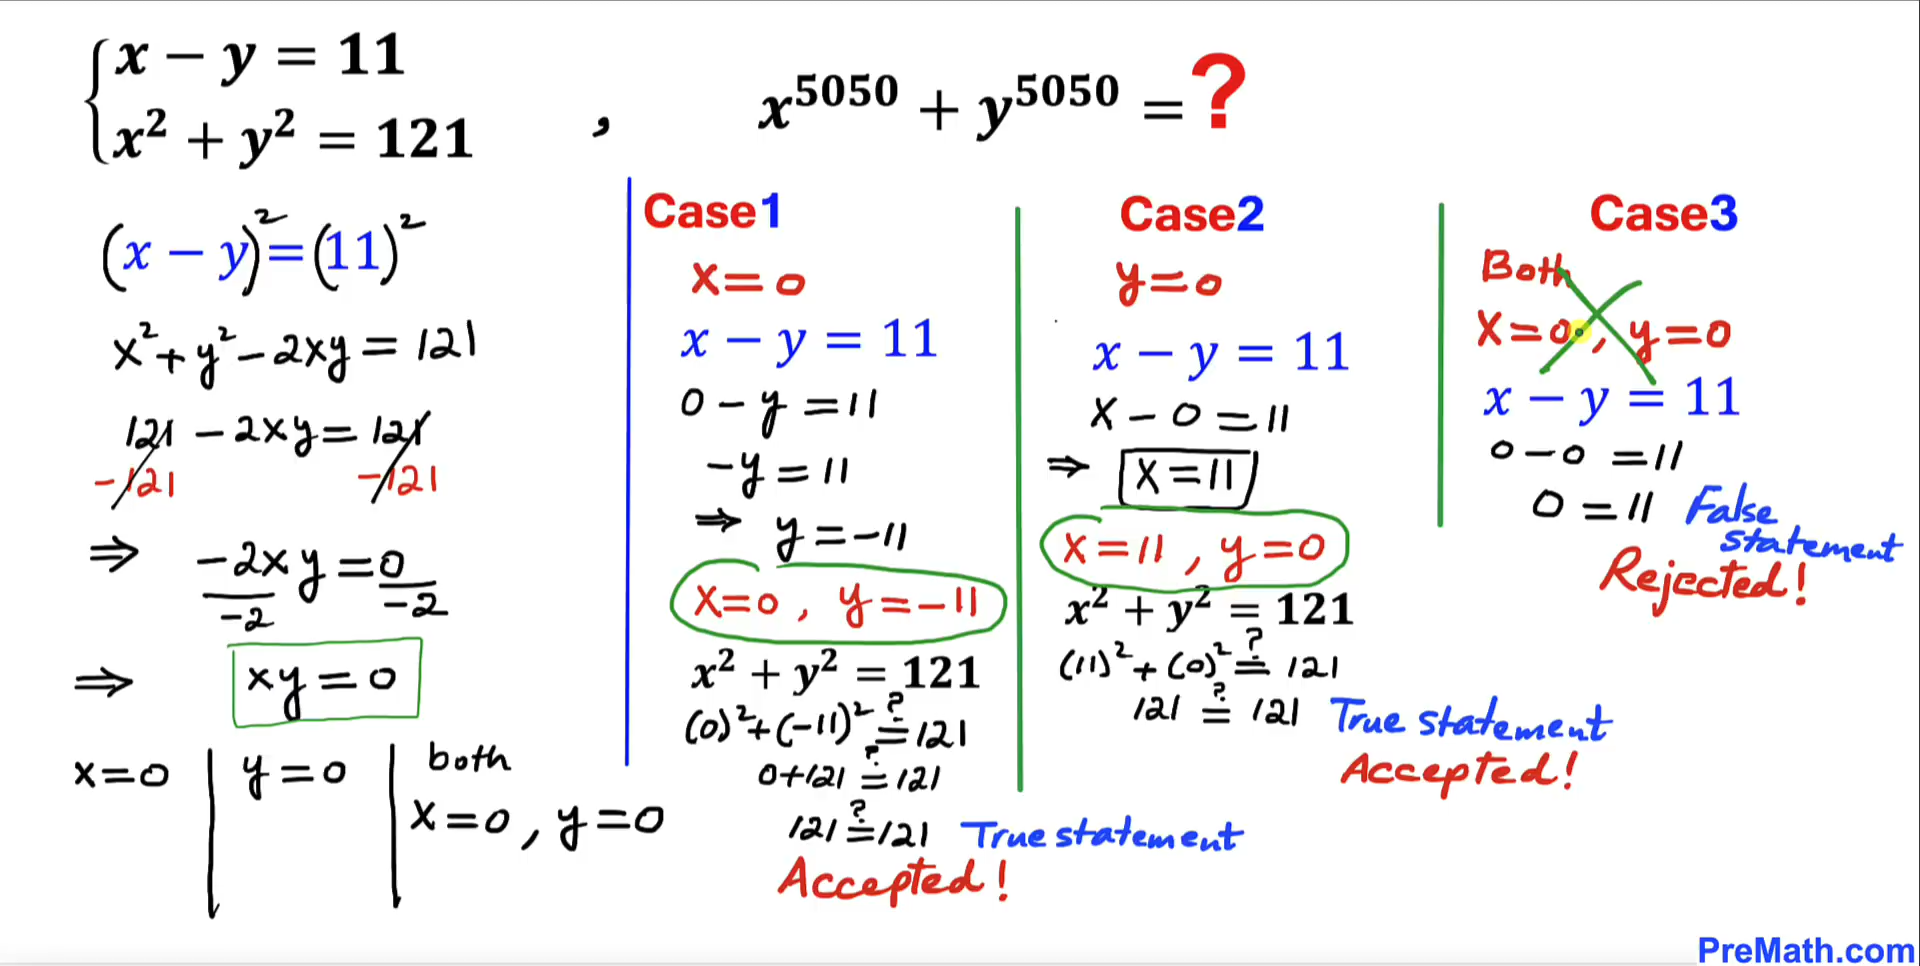 x − y = 11
x² + y² = 121
,
x⁵⁰⁵⁰ + y⁵⁰⁵⁰ = ?
(x − y)² = (11)²
x² + y² − 2xy = 121
121 − 2xy = 121
−121 −121
⇒ −2xy = 0
−2 −2
⇒ xy = 0
x = 0 | y = 0 | both
x = 0 , y = 0
Case1
x = 0
x − y = 11
0 − y = 11
−y = 11
⇒ y = −11
x = 0 , y = −11
x² + y² = 121
(0)² + (−11)² ≟ 121
0 + 121 ≟ 121
121 ≟ 121 True statement
Accepted!
Case2
y = 0
x − y = 11
x − 0 = 11
⇒ x = 11
x = 11 , y = 0
x² + y² = 121
(11)² + (0)² ≟ 121
121 ≟ 121 True statement
Accepted!
Case3
Both
x = 0 , y = 0
x − y = 11
0 − 0 = 11
0 = 11 False
statement
Rejected!
PreMath.com